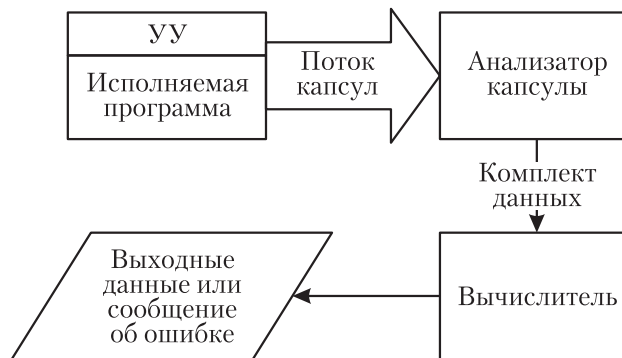 УУ
Исполняемая
программа
Поток
капсул
Анализатор
капсулы
Комплект
данных
Выходные
данные или
сообщение
об ошибке
Вычислитель